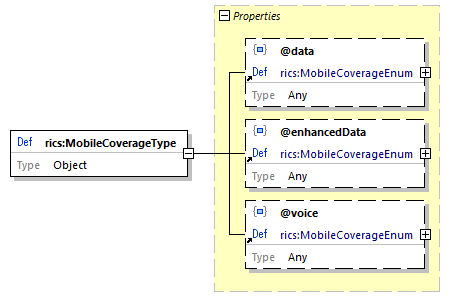 Properties
@data
Def rics:MobileCoverageEnum
Type Any
Def rics:MobileCoverageType
Type Object
@enhancedData
Def rics:MobileCoverageEnum
Type Any
@voice
Def rics:MobileCoverageEnum
Type Any